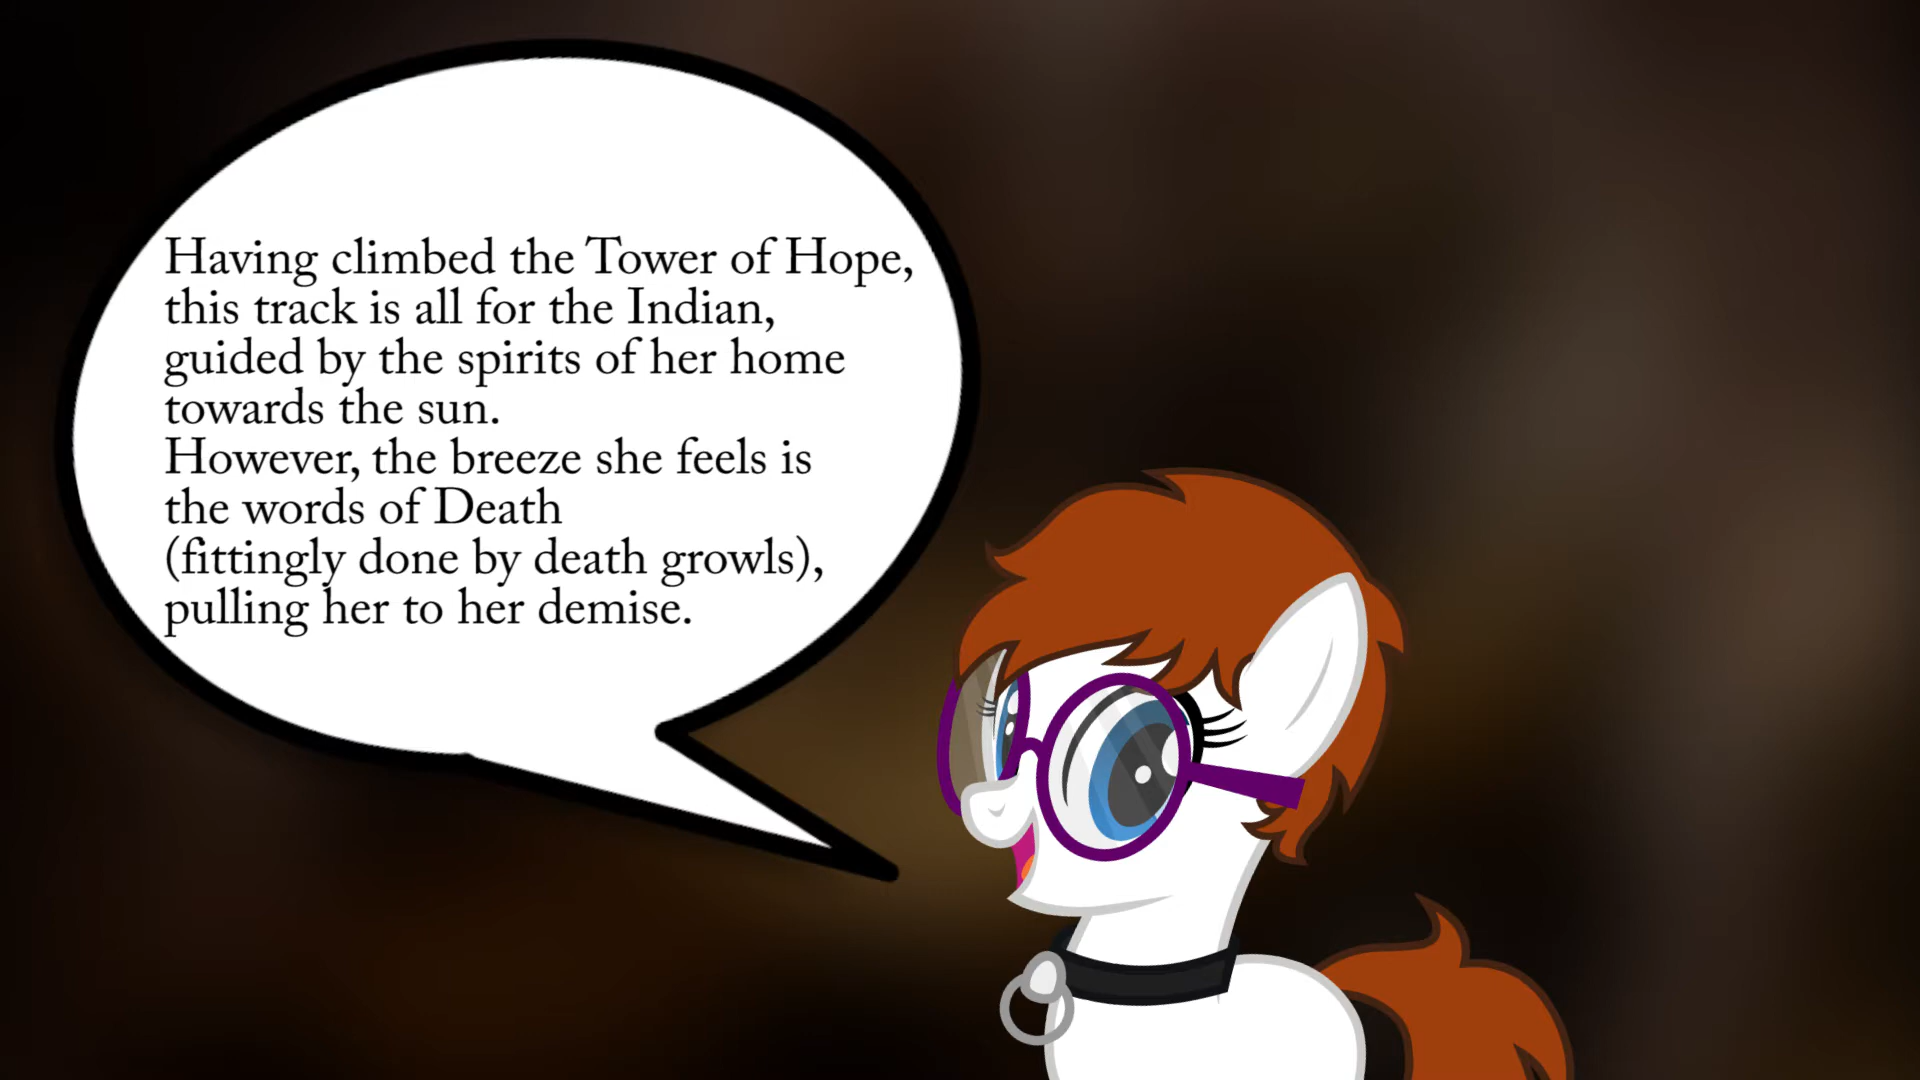 Having climbed the Tower of Hope,
this track is all for the Indian,
guided by the spirits of her home
towards the sun.
However, the breeze she feels is
the words of Death
(fittingly done by death growls),
pulling her to her demise.